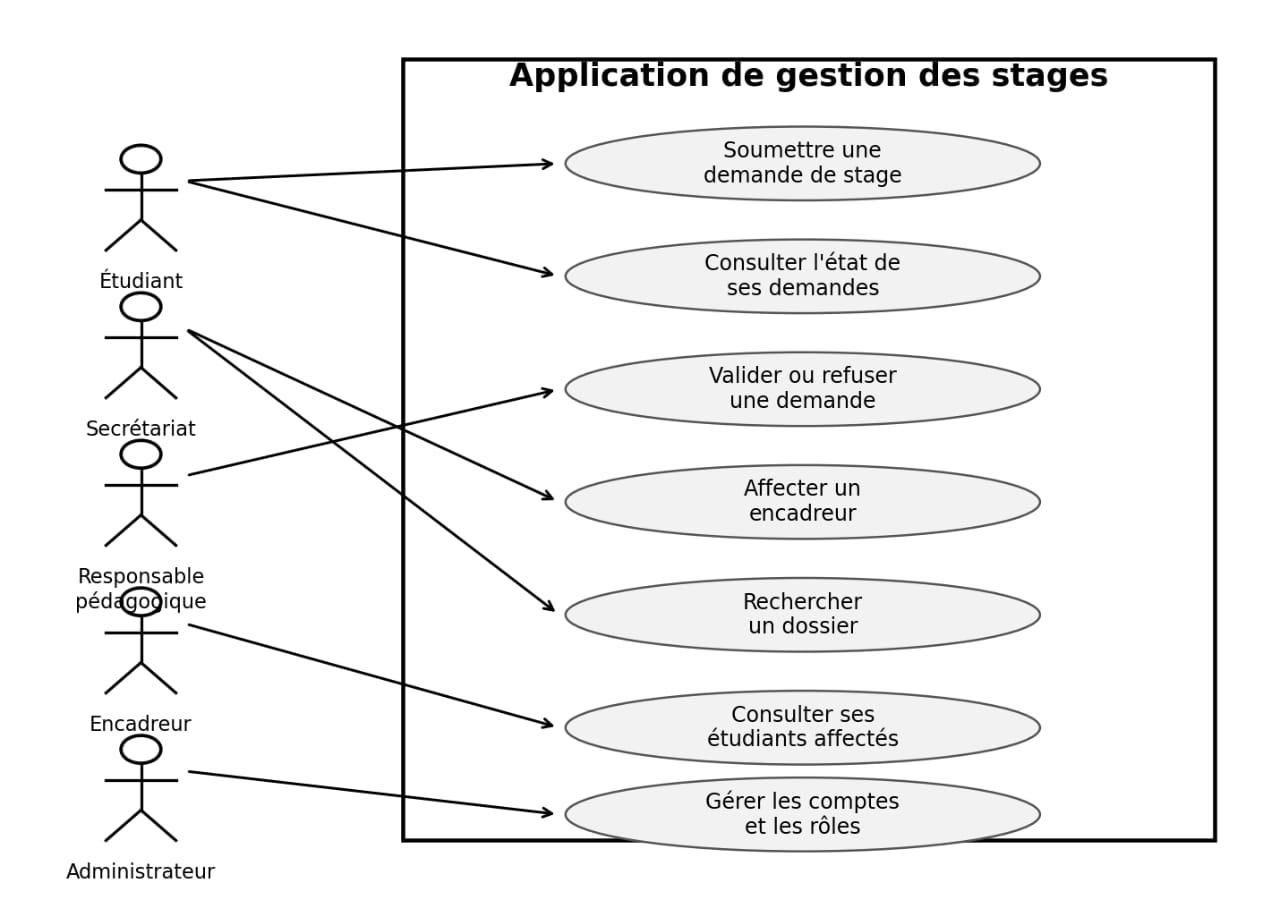 Application de gestion des stages
Étudiant
Secrétariat
Responsable
pédagogique
Encadreur
Administrateur
Soumettre une
demande de stage
Consulter l'état de
ses demandes
Valider ou refuser
une demande
Affecter un
encadreur
Rechercher
un dossier
Consulter ses
étudiants affectés
Gérer les comptes
et les rôles